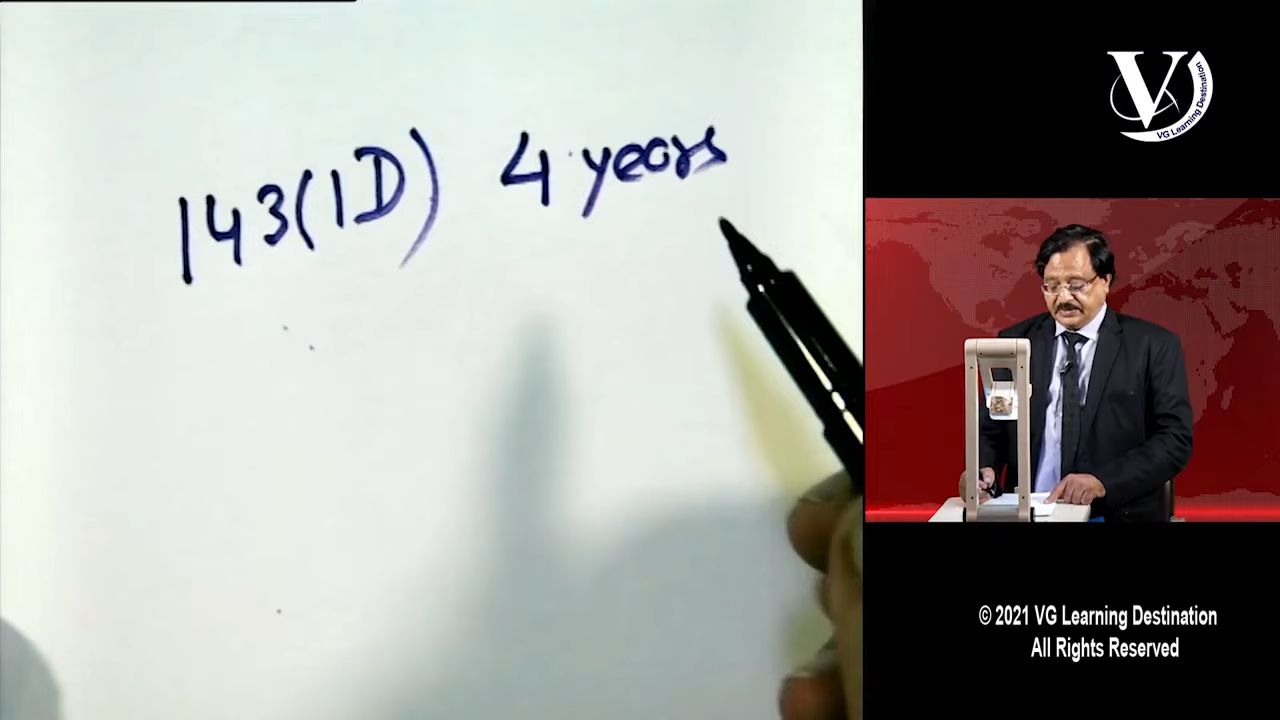 143(1D) 4 years
V
VG Learning Destination
© 2021 VG Learning Destination
All Rights Reserved